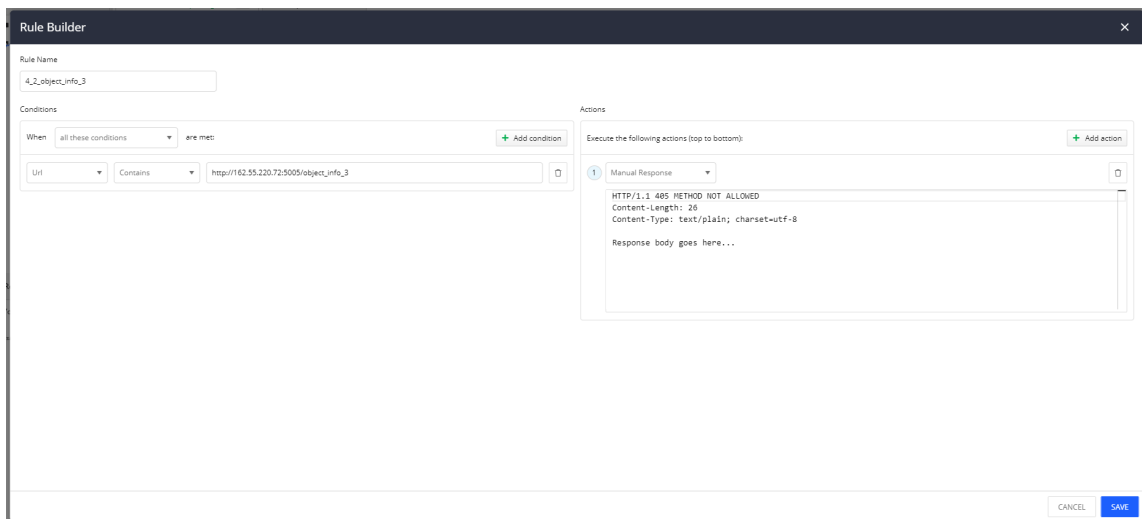 Rule Builder
Rule Name
4_2_object_info_3
Conditions
When all these conditions are met: + Add condition
Url Contains http://162.55.220.72:5005/object_info_3
Actions
Execute the following actions (top to bottom): + Add action
1 Manual Response
HTTP/1.1 405 METHOD NOT ALLOWED
Content-Length: 26
Content-Type: text/plain; charset=utf-8
Response body goes here...
CANCEL SAVE